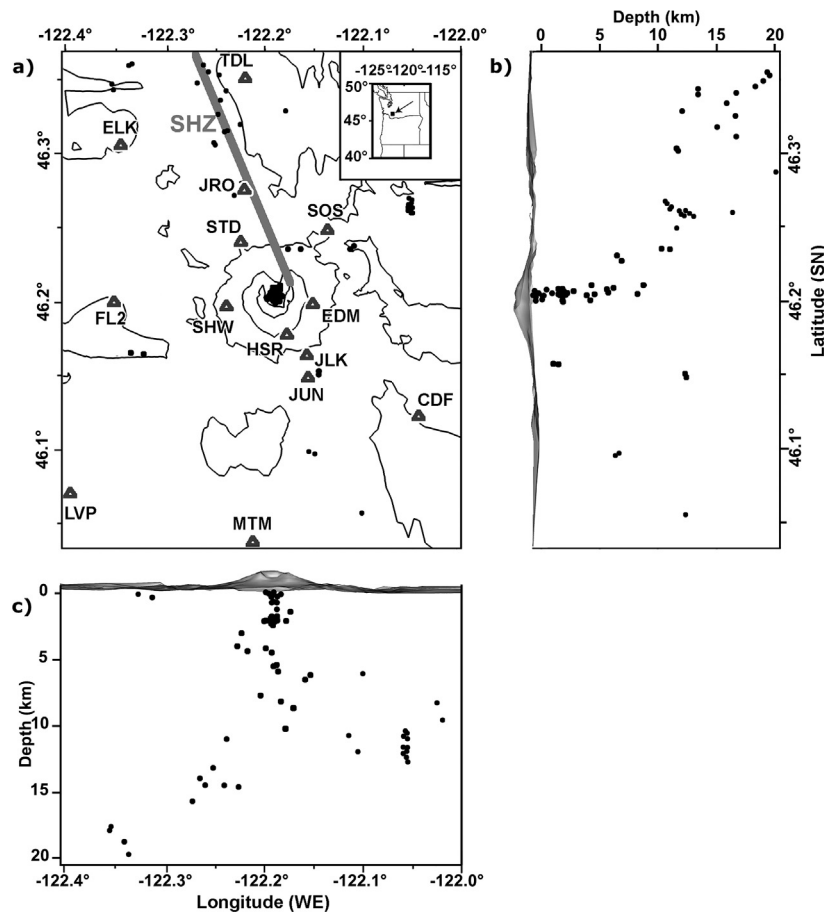 Depth (km)
-122.4° -122.3° -122.2° -122.1° -122.0°
0 5 10 15 20
a)
b)
TDL
-125° -120° -115°
50°
45°
40°
ELK
SHZ
46.3°
46.3°
JRO
SOS
STD
46.2°
46.2°
FL2
SHW
EDM
HSR
JLK
JUN
CDF
Latitude (SN)
46.1°
46.1°
LVP
MTM
c)
0
5
10
15
20
Depth (km)
-122.4° -122.3° -122.2° -122.1° -122.0°
Longitude (WE)